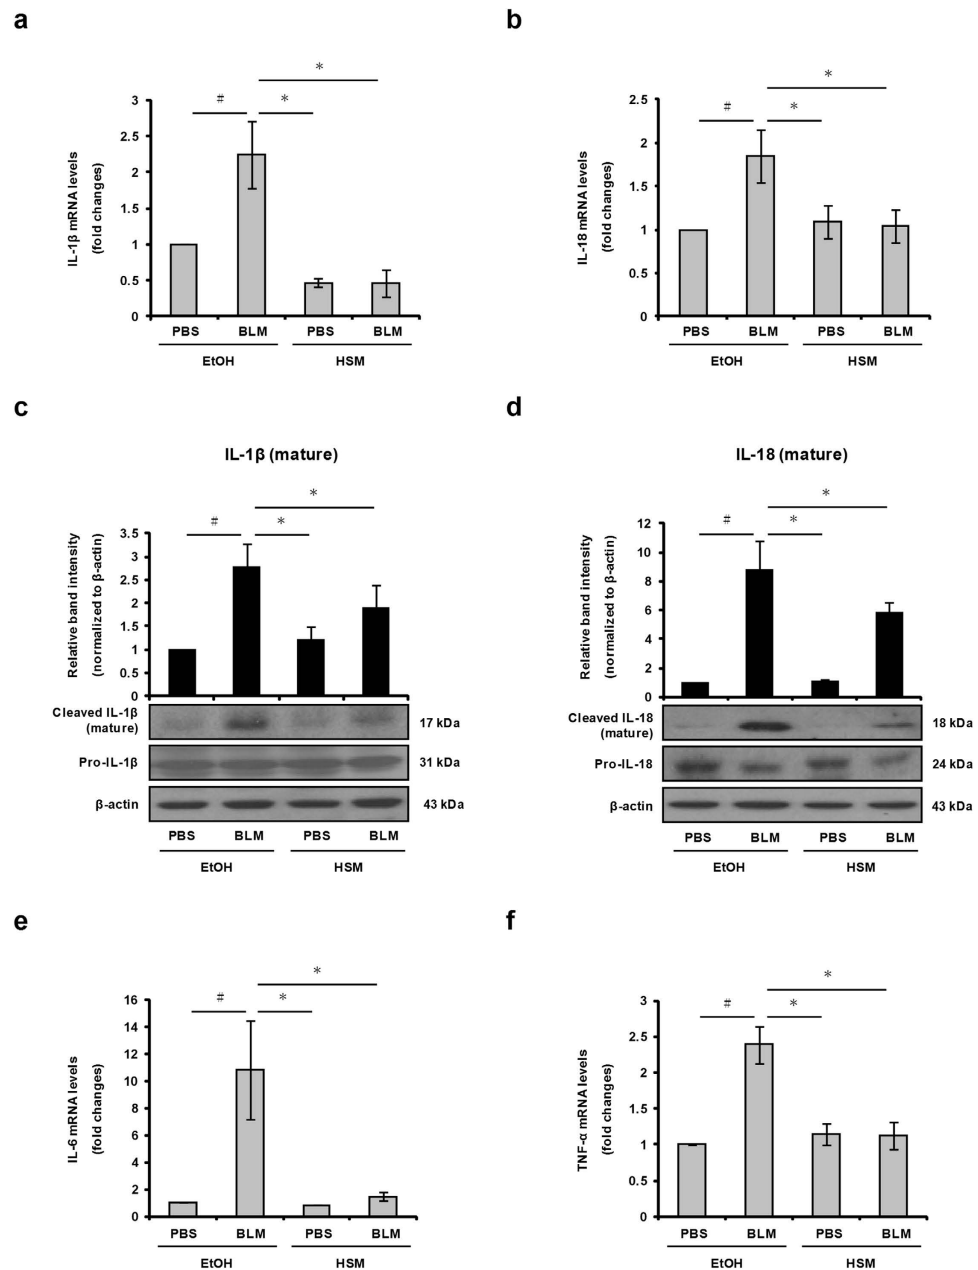 a
*
# *
3
2.5
2
1.5
1
0.5
0
IL-1β mRNA levels
(fold changes)
PBS BLM PBS BLM
EtOH HSM
b
*
# *
2.5
2
1.5
1
0.5
0
IL-18 mRNA levels
(fold changes)
PBS BLM PBS BLM
EtOH HSM
c
IL-1β (mature)
*
# *
3.5
3
2.5
2
1.5
1
0.5
0
Relative band intensity
(normalized to β-actin)
Cleaved IL-1β
(mature)
17 kDa
Pro-IL-1β
31 kDa
β-actin
43 kDa
PBS BLM PBS BLM
EtOH HSM
d
IL-18 (mature)
*
# *
12
10
8
6
4
2
0
Relative band intensity
(normalized to β-actin)
Cleaved IL-18
(mature)
18 kDa
Pro-IL-18
24 kDa
β-actin
43 kDa
PBS BLM PBS BLM
EtOH HSM
e
*
# *
16
14
12
10
8
6
4
2
0
IL-6 mRNA levels
(fold changes)
PBS BLM PBS BLM
EtOH HSM
f
*
# *
3
2.5
2
1.5
1
0.5
0
TNF-α mRNA levels
(fold changes)
PBS BLM PBS BLM
EtOH HSM